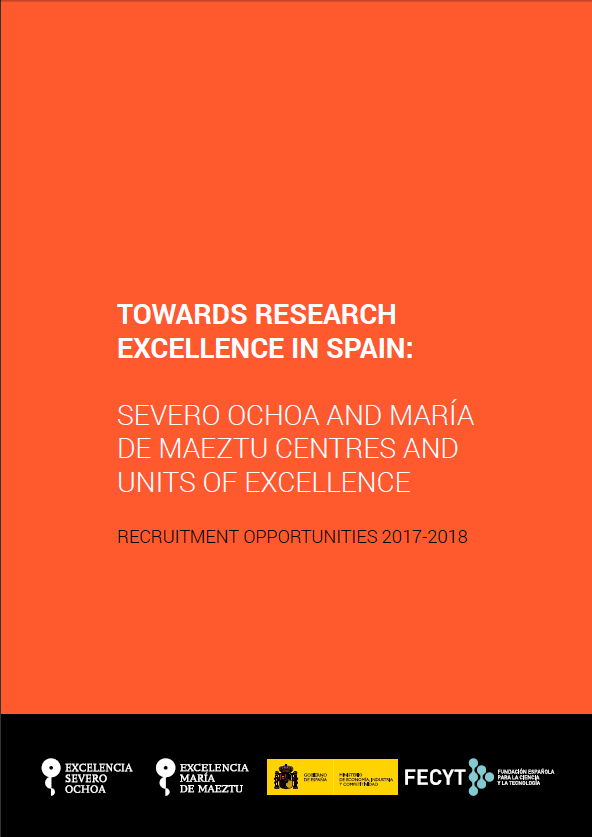 TOWARDS RESEARCH
EXCELLENCE IN SPAIN:
SEVERO OCHOA AND MARÍA
DE MAEZTU CENTRES AND
UNITS OF EXCELLENCE
RECRUITMENT OPPORTUNITIES 2017-2018
EXCELENCIA
SEVERO
OCHOA
EXCELENCIA
MARÍA
DE MAEZTU
GOBIERNO
DE ESPAÑA
MINISTERIO
DE ECONOMÍA, INDUSTRIA
Y COMPETITIVIDAD
FECYT
FUNDACIÓN ESPAÑOLA
PARA LA CIENCIA
Y LA TECNOLOGÍA